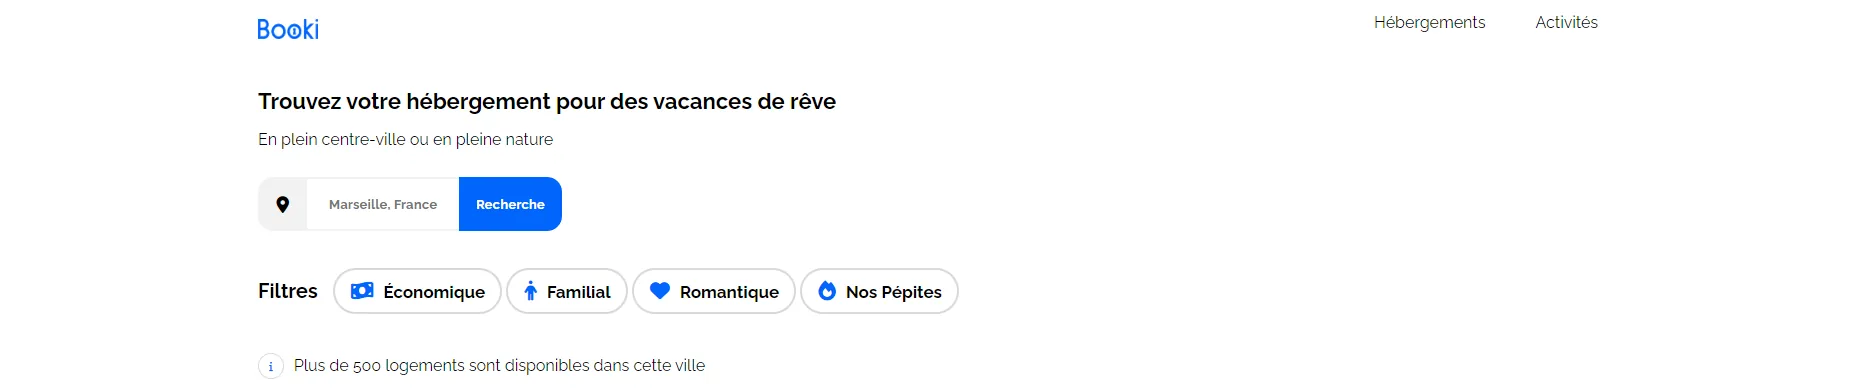 Booki
Hébergements Activités
Trouvez votre hébergement pour des vacances de rêve
En plein centre-ville ou en pleine nature
Marseille, France Recherche
Filtres Économique Familial Romantique Nos Pépites
i Plus de 500 logements sont disponibles dans cette ville